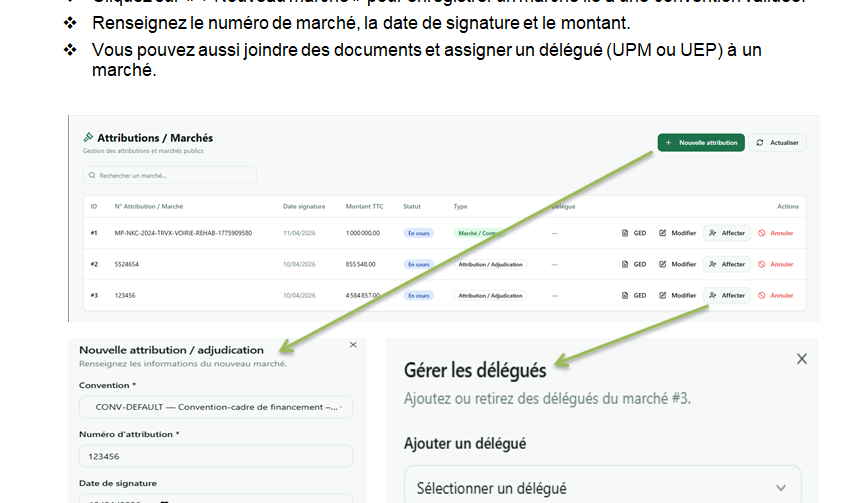 Cliquez sur « + Nouveau marché » pour enregistrer un marché lié à une convention validée.
❖ Renseignez le numéro de marché, la date de signature et le montant.
❖ Vous pouvez aussi joindre des documents et assigner un délégué (UPM ou UEP) à un
marché.
Attributions / Marchés
Gestion des attributions et marchés publics
+ Nouvelle attribution
Actualiser
Rechercher un marché...
ID N° Attribution / Marché Date signature Montant TTC Statut Type Délégué Actions
#1 MP-NKC-2024-TRVX-VOIRIE-REHAB-1775909580 11/04/2026 1 000 000,00 En cours Marché / — GED Modifier Affecter Annuler
#2 5524654 10/04/2026 855 548,00 En cours Attribution / Adjudication — GED Modifier Affecter Annuler
#3 123456 10/04/2026 4 584 857,00 En cours Attribution / Adjudication — GED Modifier Affecter Annuler
Nouvelle attribution / adjudication
Renseignez les informations du nouveau marché.
Convention *
CONV-DEFAULT — Convention-cadre de financement –...
Numéro d'attribution *
123456
Date de signature
Gérer les délégués
Ajoutez ou retirez des délégués du marché #3.
Ajouter un délégué
Sélectionner un délégué